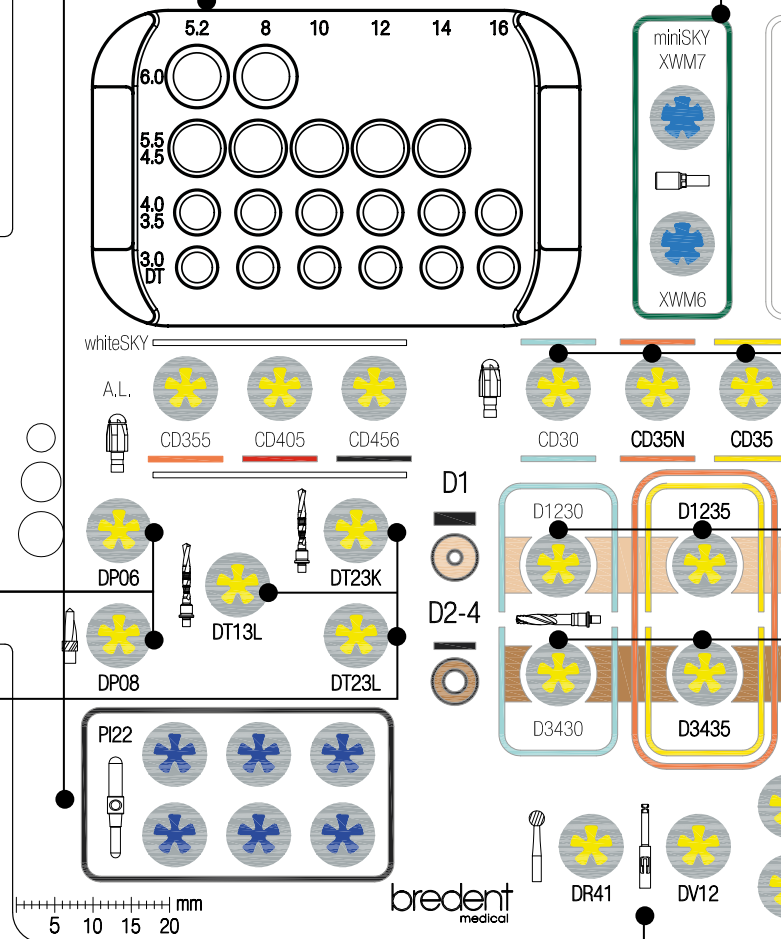 5.2 8 10 12 14 16
6.0
5.5
4.5
4.0
3.5
3.0
DT
miniSKY
XWM7
XWM6
whiteSKY
A.L.
CD355 CD405 CD456
CD30 CD35N CD35
D1
D1230 D1235
DP06 DT23K
DT13L
D2-4
DP08 DT23L
D3430 D3435
PI22
DR41 DV12
bredent
medical
mm
5 10 15 20